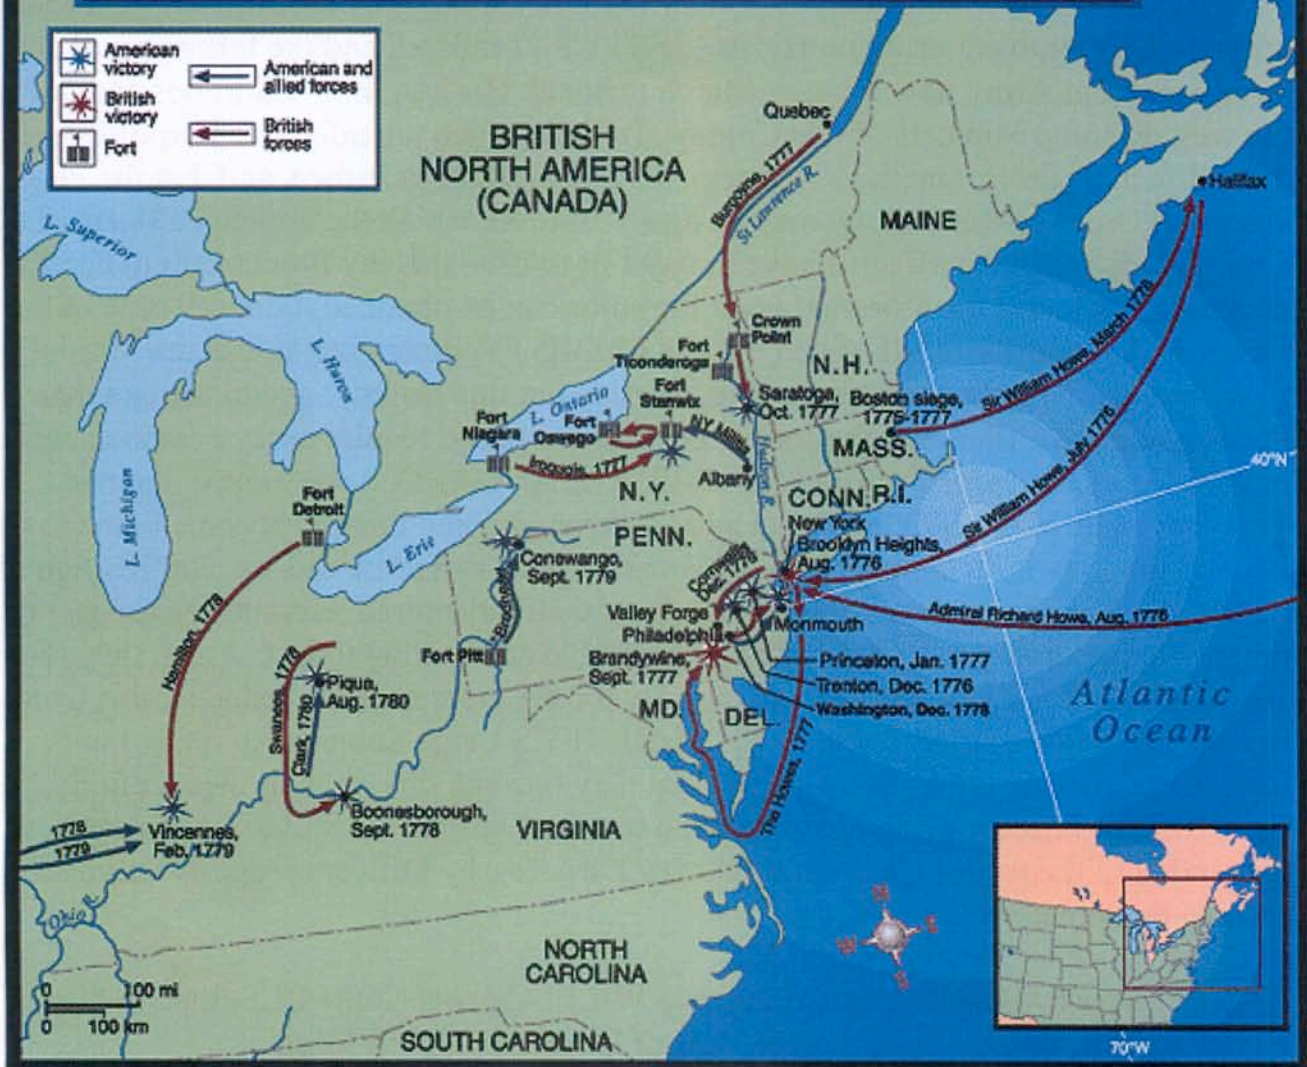 American
victory
British
victory
Fort
American and
allied forces
British
forces
BRITISH
NORTH AMERICA
(CANADA)
Quebec
Burgoyne, 1777
St Lawrence R.
Halifax
MAINE
L. Superior
L. Huron
L. Michigan
Crown
Point
Fort
Ticonderoga
N.H.
Sir William Howe, March 1776
Fort
Stanwix
Saratoga,
Oct. 1777
Boston siege,
1775-1777
L. Ontario
Fort
Niagara
Fort
Oswego
NY Militia
MASS.
Iroquois, 1777
Albany
Hudson R.
40°N
Fort
Detroit
N.Y.
CONN.
R.I.
Sir William Howe, July 1776
L. Erie
PENN.
New York
Brooklyn Heights,
Aug. 1776
Conewango,
Sept. 1779
Cornwallis
Dec. 1776
Hamilton, 1778
Brodhead
Valley Forge
Monmouth
Admiral Richard Howe, Aug. 1776
Philadelphia
Fort Pitt
Brandywine,
Sept. 1777
Princeton, Jan. 1777
Trenton, Dec. 1776
Washington, Dec. 1778
Swanees, 1778
Piqua,
Aug. 1780
Clark, 1780
MD.
DEL.
Atlantic
Ocean
The Howes, 1777
Boonesborough,
Sept. 1778
VIRGINIA
1778
1779
Vincennes,
Feb. 1779
Ohio
N
W
E
S
NORTH
CAROLINA
0 100 mi
0 100 km
SOUTH CAROLINA
70°W